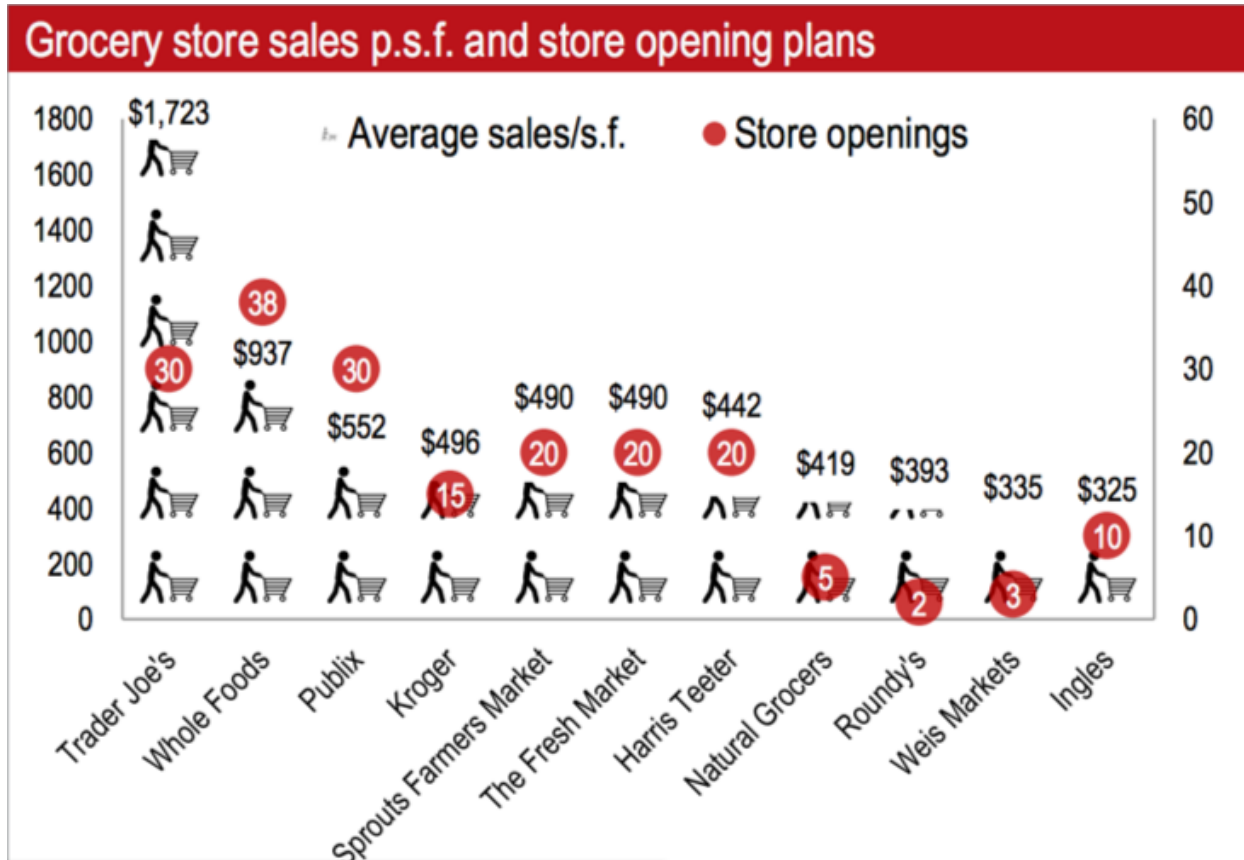 Grocery store sales p.s.f. and store opening plans
Average sales/s.f.
Store openings
1800
1600
1400
1200
1000
800
600
400
200
0
60
50
40
30
20
10
0
$1,723
$937
$552
$496
$490
$490
$442
$419
$393
$335
$325
30
38
30
15
20
20
20
5
2
3
10
Trader Joe's
Whole Foods
Publix
Kroger
Sprouts Farmers Market
The Fresh Market
Harris Teeter
Natural Grocers
Roundy's
Weis Markets
Ingles